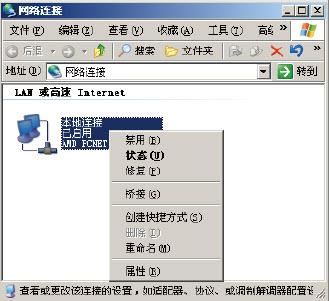 网络连接
文件(F) 编辑(E) 查看(V) 收藏(A) 工具(T) 高级
后退 搜索 文件夹
地址(D) 网络连接 转到
LAN 或高速 Internet
本地连接
已启用
AMD PCNET
禁用(B)
状态(U)
修复(P)
桥接(G)
创建快捷方式(S)
删除(D)
重命名(M)
属性(R)
查看或更改该连接的设置，如适配器、协议、或调制解调器配置设